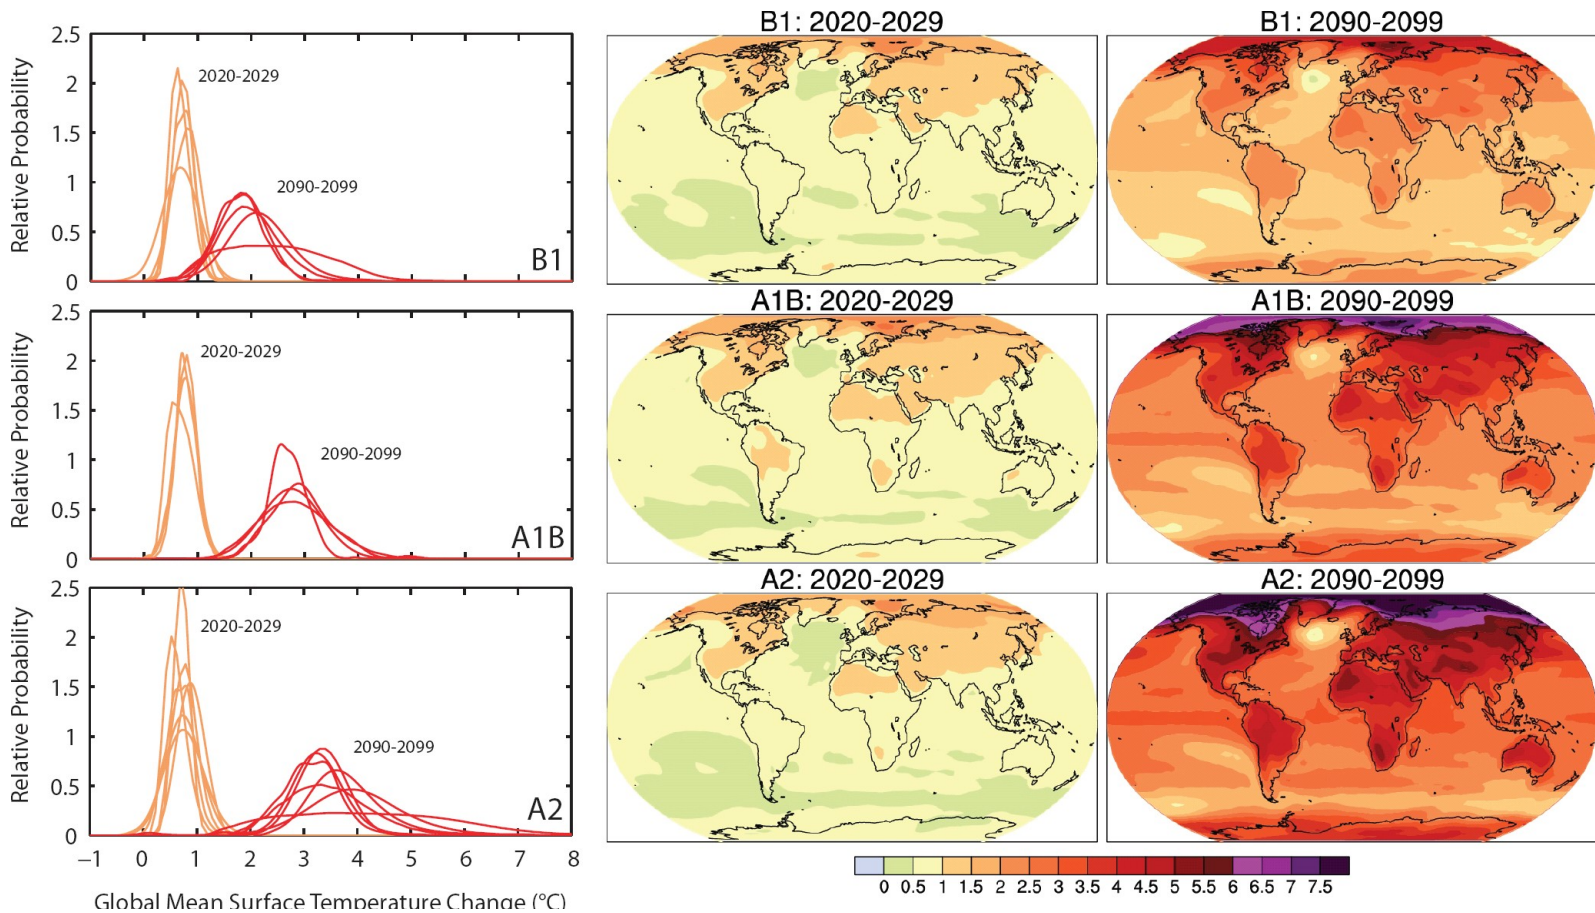 B1: 2020-2029
B1: 2090-2099
Relative Probability
2.5
2
1.5
1
0.5
0
2020-2029
2090-2099
B1
A1B: 2020-2029
A1B: 2090-2099
Relative Probability
2.5
2
1.5
1
0.5
0
2020-2029
2090-2099
A1B
A2: 2020-2029
A2: 2090-2099
Relative Probability
2.5
2
1.5
1
0.5
0
2020-2029
2090-2099
A2
−1 0 1 2 3 4 5 6 7 8
Global Mean Surface Temperature Change (°C)
0 0.5 1 1.5 2 2.5 3 3.5 4 4.5 5 5.5 6 6.5 7 7.5